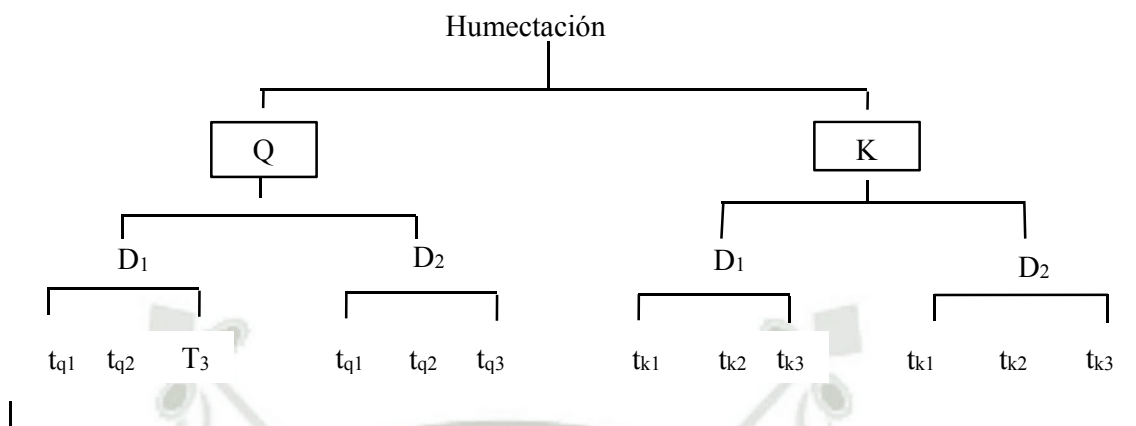 Humectación
Q K
D₁ D₂ D₁ D₂
tq1 tq2 T₃ tq1 tq2 tq3 tk1 tk2 tk3 tk1 tk2 tk3